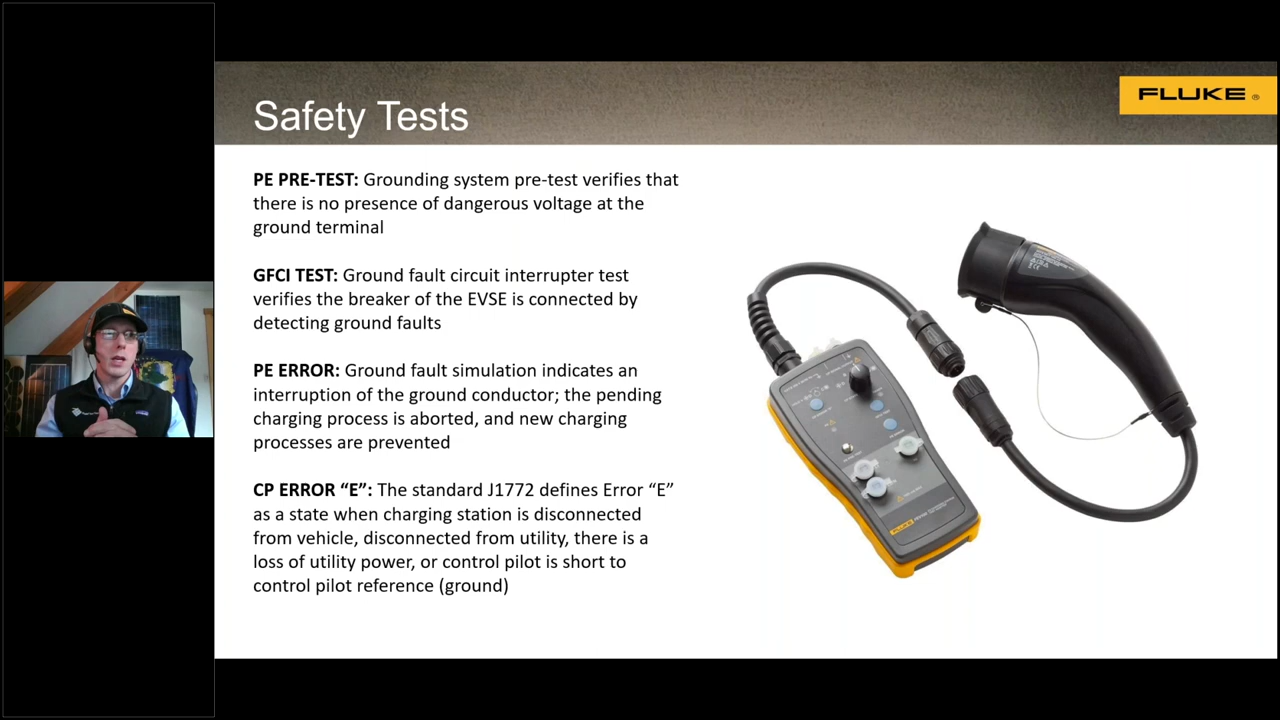 Safety Tests
FLUKE ®
PE PRE-TEST: Grounding system pre-test verifies that
there is no presence of dangerous voltage at the
ground terminal
GFCI TEST: Ground fault circuit interrupter test
verifies the breaker of the EVSE is connected by
detecting ground faults
PE ERROR: Ground fault simulation indicates an
interruption of the ground conductor; the pending
charging process is aborted, and new charging
processes are prevented
CP ERROR “E”: The standard J1772 defines Error “E”
as a state when charging station is disconnected
from vehicle, disconnected from utility, there is a
loss of utility power, or control pilot is short to
control pilot reference (ground)
FLUKE